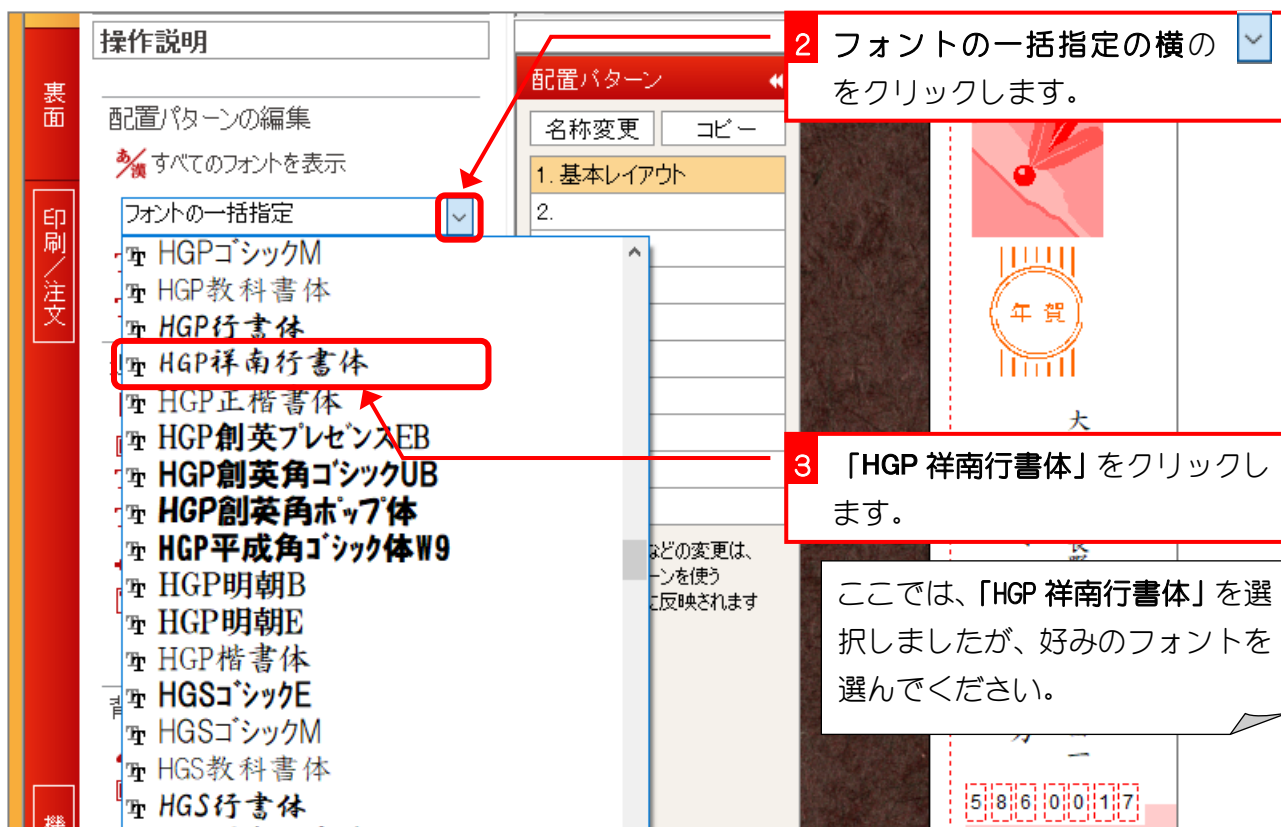 操作説明
裏面
印刷／注文
機
配置パターンの編集
すべてのフォントを表示
フォントの一括指定
HGPゴシックM
HGP教科書体
HGP行書体
HGP祥南行書体
HGP正楷書体
HGP創英プレゼンスEB
HGP創英角ゴシックUB
HGP創英角ポップ体
HGP平成角ゴシック体W9
HGP明朝B
HGP明朝E
HGP楷書体
HGSゴシックE
HGSゴシックM
HGS教科書体
HGS行書体
配置パターン
名称変更 コピー
1. 基本レイアウト
2.
などの変更は、
ーンを使う
に反映されます
2 フォントの一括指定の横の
をクリックします。
年賀
大
3 「HGP 祥南行書体」をクリックし
ます。
ここでは、「HGP 祥南行書体」を選
択しましたが、好みのフォントを
選んでください。
5860017